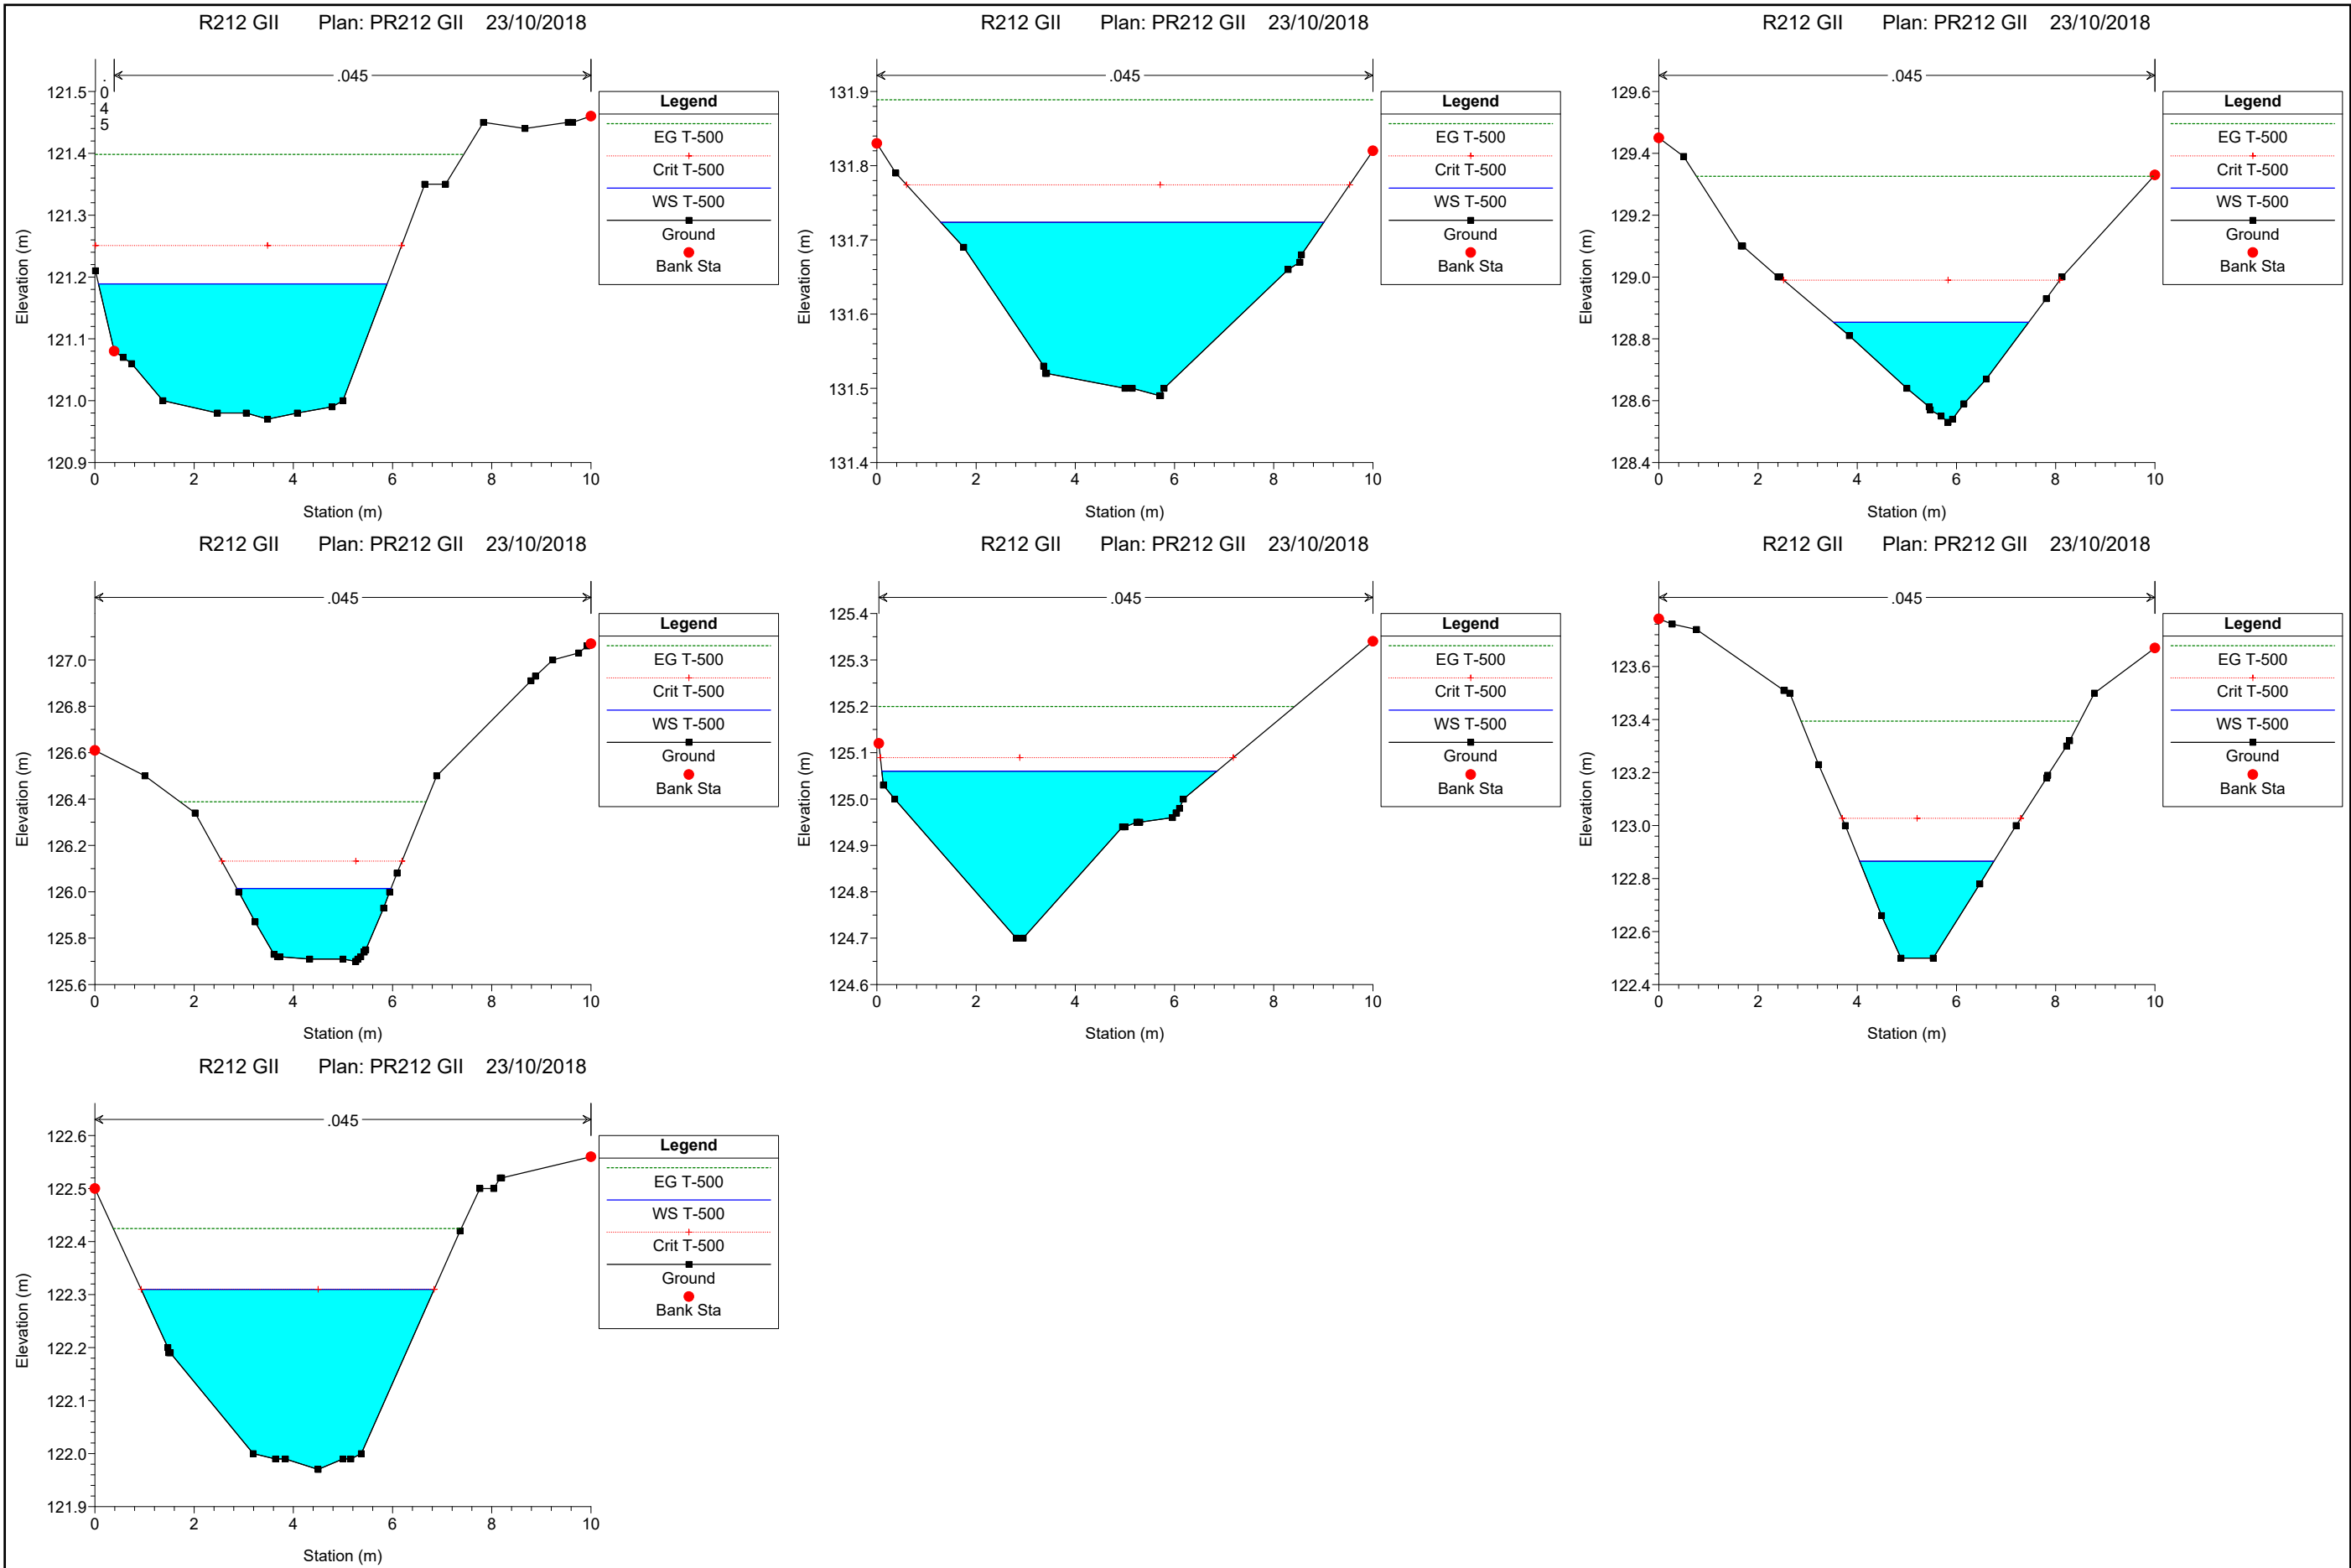 R212 GII Plan: PR212 GII 23/10/2018
.045
.045
Elevation (m)
121.5
121.4
121.3
121.2
121.1
121.0
120.9
0 2 4 6 8 10
Station (m)
Legend
EG T-500
Crit T-500
WS T-500
Ground
Bank Sta
R212 GII Plan: PR212 GII 23/10/2018
.045
Elevation (m)
131.9
131.8
131.7
131.6
131.5
131.4
0 2 4 6 8 10
Station (m)
Legend
EG T-500
Crit T-500
WS T-500
Ground
Bank Sta
R212 GII Plan: PR212 GII 23/10/2018
.045
Elevation (m)
129.6
129.4
129.2
129.0
128.8
128.6
128.4
0 2 4 6 8 10
Station (m)
Legend
EG T-500
Crit T-500
WS T-500
Ground
Bank Sta
R212 GII Plan: PR212 GII 23/10/2018
.045
Elevation (m)
127.0
126.8
126.6
126.4
126.2
126.0
125.8
125.6
0 2 4 6 8 10
Station (m)
Legend
EG T-500
Crit T-500
WS T-500
Ground
Bank Sta
R212 GII Plan: PR212 GII 23/10/2018
.045
Elevation (m)
125.4
125.3
125.2
125.1
125.0
124.9
124.8
124.7
124.6
0 2 4 6 8 10
Station (m)
Legend
EG T-500
Crit T-500
WS T-500
Ground
Bank Sta
R212 GII Plan: PR212 GII 23/10/2018
.045
Elevation (m)
123.6
123.4
123.2
123.0
122.8
122.6
122.4
0 2 4 6 8 10
Station (m)
Legend
EG T-500
Crit T-500
WS T-500
Ground
Bank Sta
R212 GII Plan: PR212 GII 23/10/2018
.045
Elevation (m)
122.6
122.5
122.4
122.3
122.2
122.1
122.0
121.9
0 2 4 6 8 10
Station (m)
Legend
EG T-500
WS T-500
Crit T-500
Ground
Bank Sta